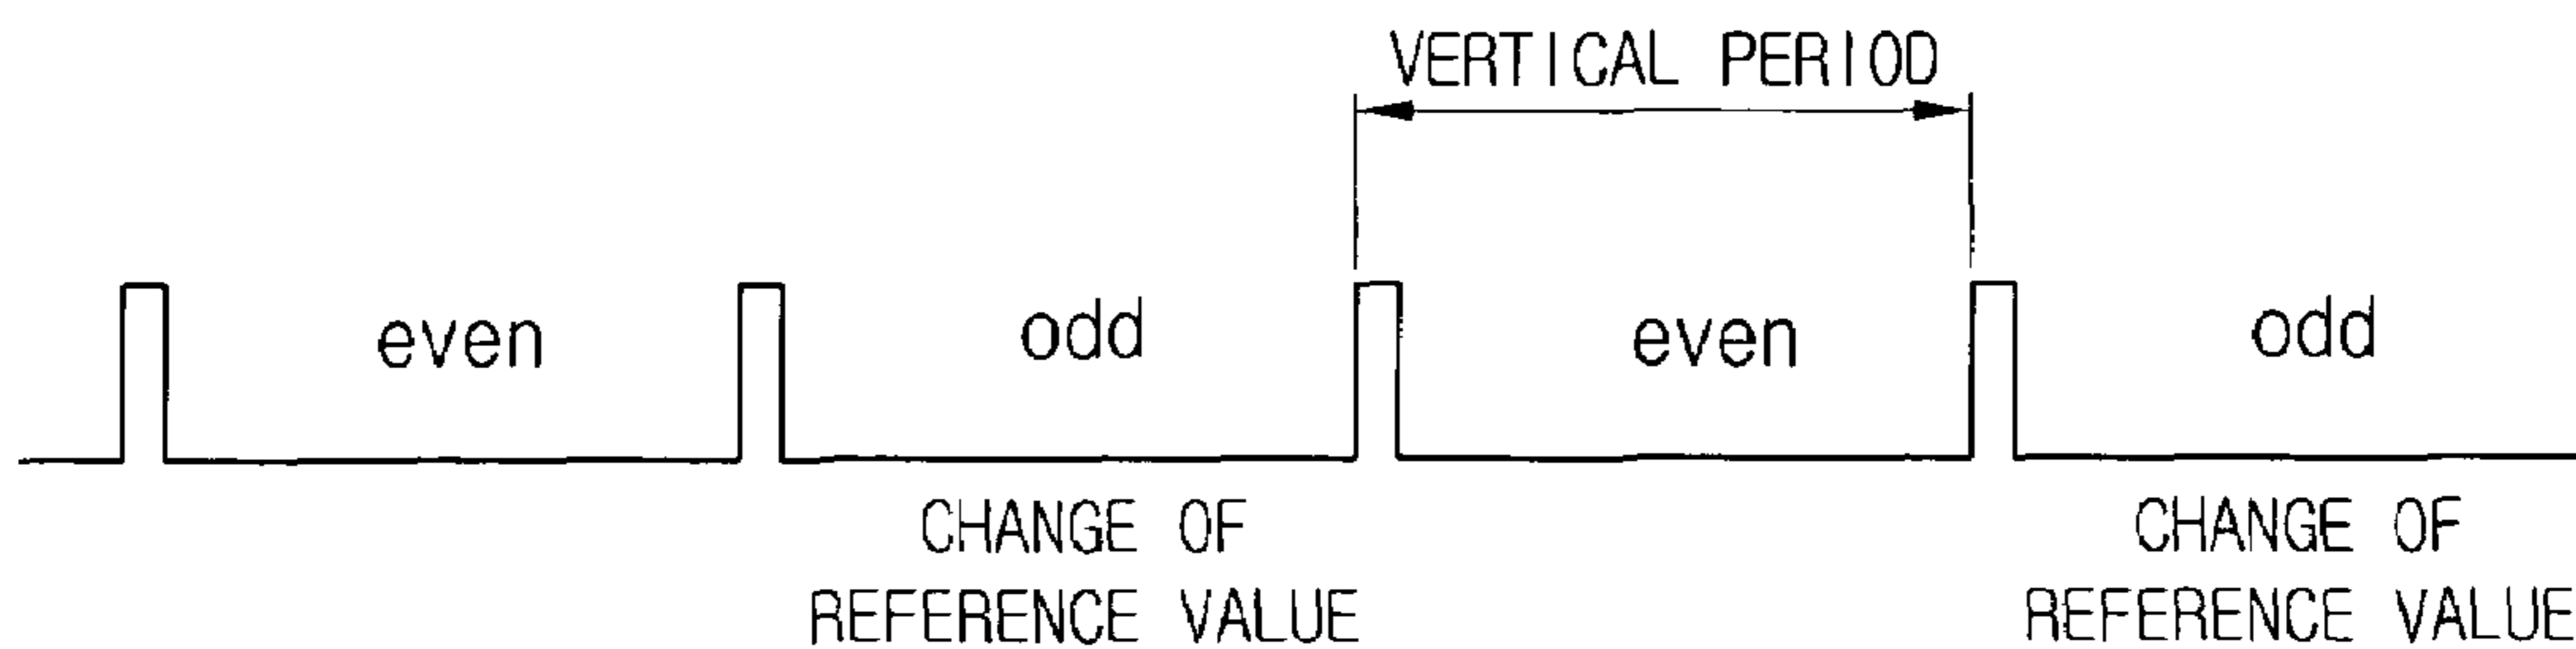 VERTICAL PERIOD
even odd even odd
CHANGE OF CHANGE OF
REFERENCE VALUE REFERENCE VALUE